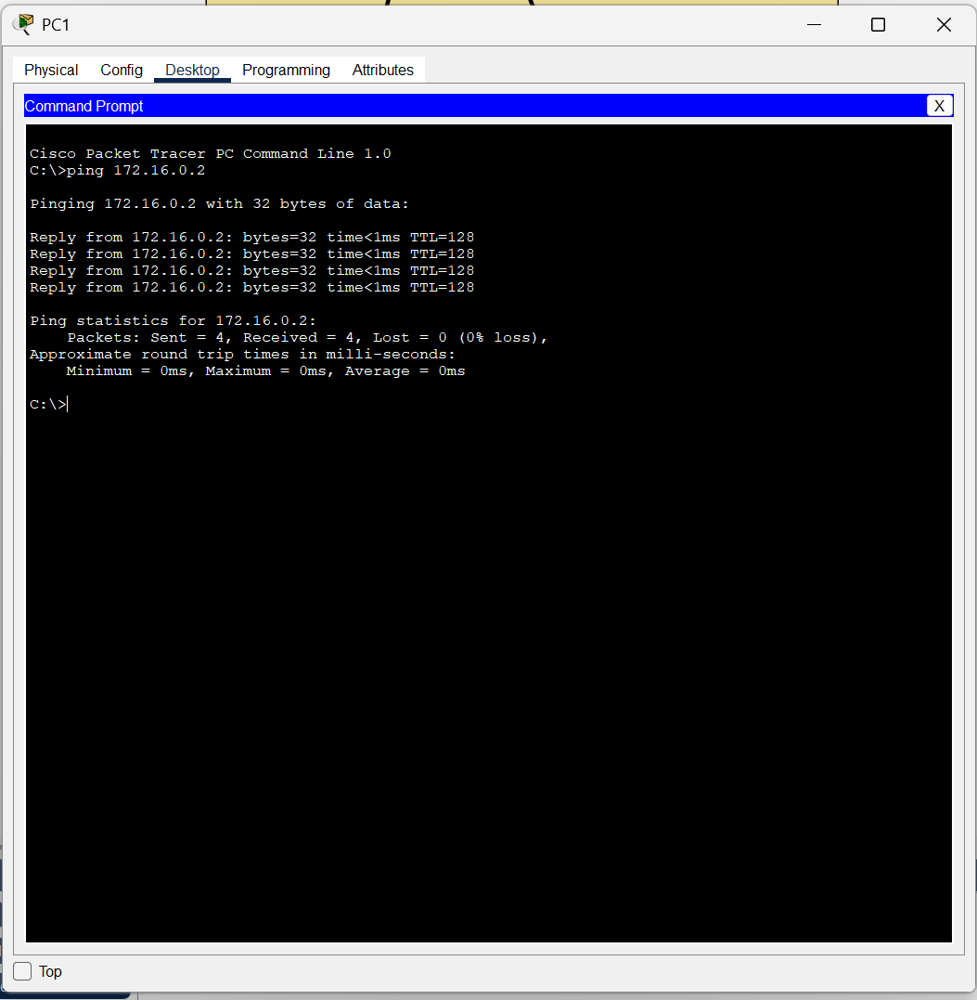 PC1
Physical Config Desktop Programming Attributes
Command Prompt X
Cisco Packet Tracer PC Command Line 1.0
C:\>ping 172.16.0.2
Pinging 172.16.0.2 with 32 bytes of data:
Reply from 172.16.0.2: bytes=32 time<1ms TTL=128
Reply from 172.16.0.2: bytes=32 time<1ms TTL=128
Reply from 172.16.0.2: bytes=32 time<1ms TTL=128
Reply from 172.16.0.2: bytes=32 time<1ms TTL=128
Ping statistics for 172.16.0.2:
Packets: Sent = 4, Received = 4, Lost = 0 (0% loss),
Approximate round trip times in milli-seconds:
Minimum = 0ms, Maximum = 0ms, Average = 0ms
C:\>
Top